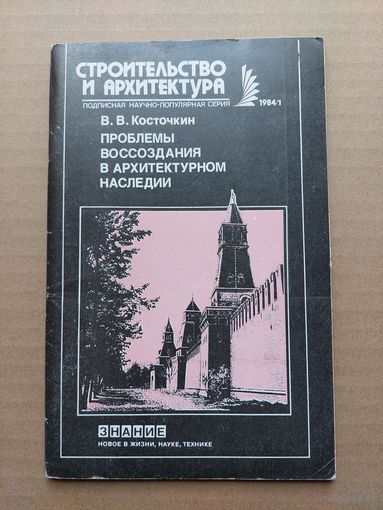 СТРОИТЕЛЬСТВО
И АРХИТЕКТУРА
ПОДПИСНАЯ НАУЧНО-ПОПУЛЯРНАЯ СЕРИЯ
1984/1
В. В. Косточкин
ПРОБЛЕМЫ
ВОССОЗДАНИЯ
В АРХИТЕКТУРНОМ
НАСЛЕДИИ
ЗНАНИЕ
НОВОЕ В ЖИЗНИ, НАУКЕ, ТЕХНИКЕ